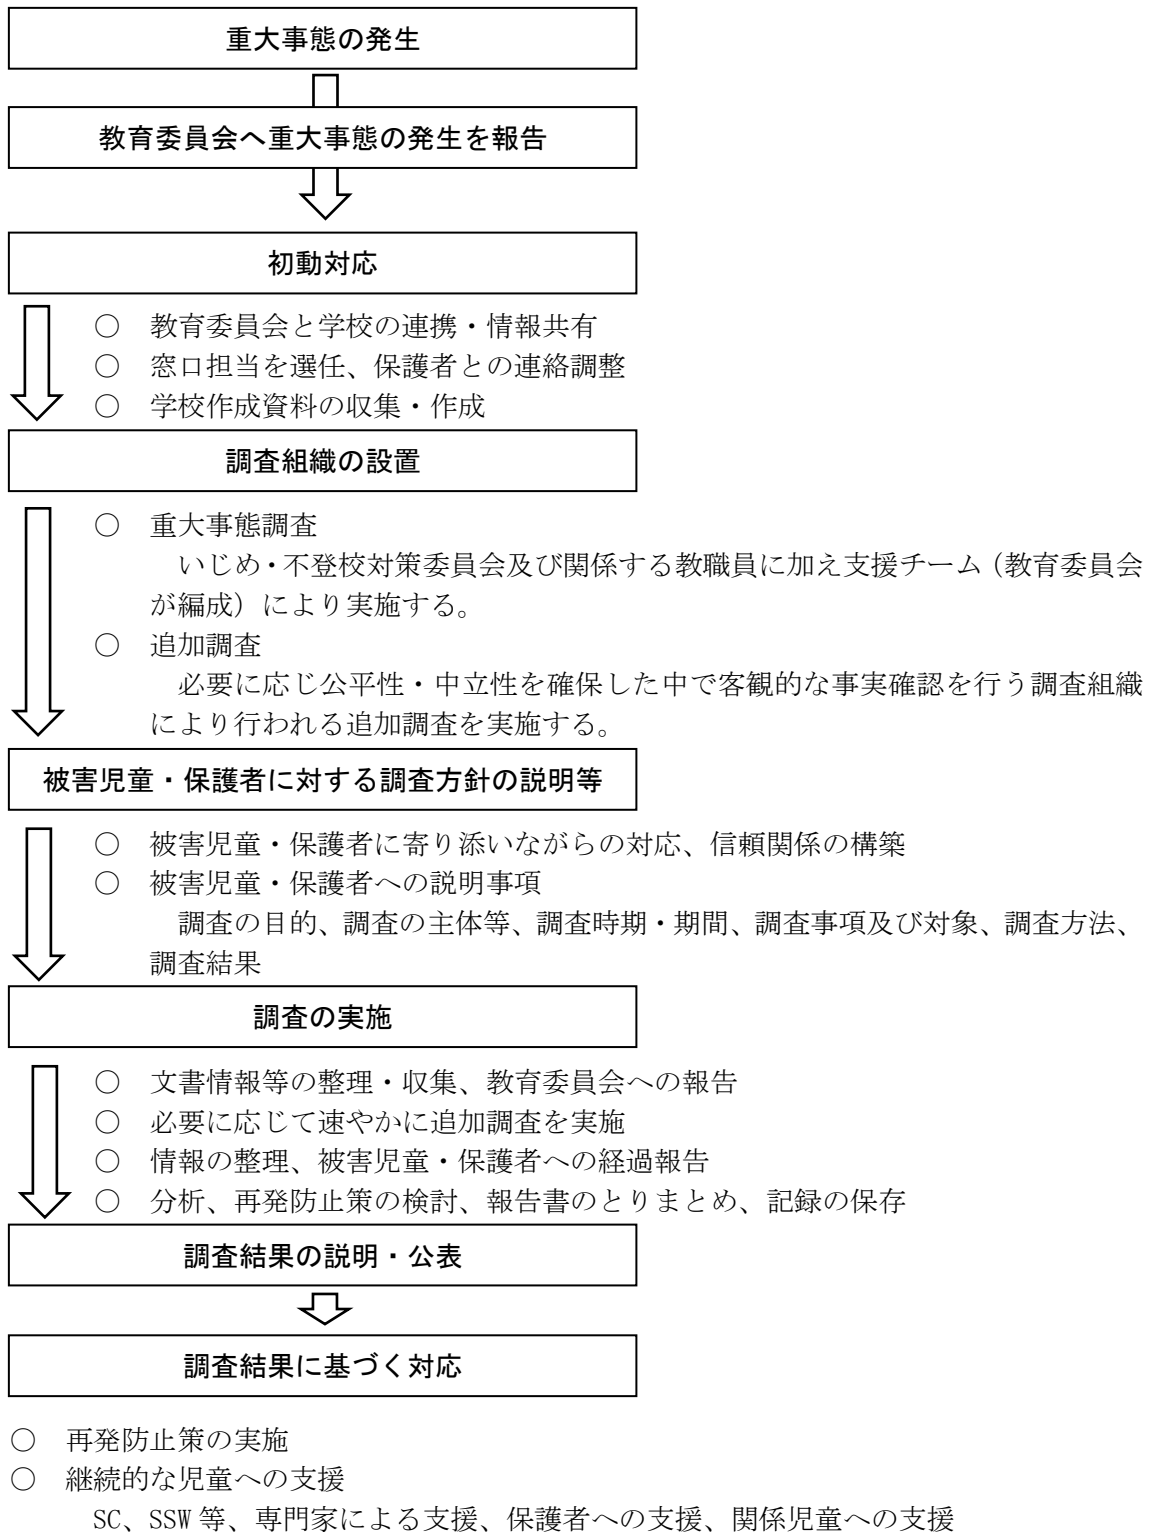 重大事態の発生
教育委員会へ重大事態の発生を報告
初動対応
○ 教育委員会と学校の連携・情報共有
○ 窓口担当を選任、保護者との連絡調整
○ 学校作成資料の収集・作成
調査組織の設置
○ 重大事態調査
いじめ・不登校対策委員会及び関係する教職員に加え支援チーム（教育委員会
が編成）により実施する。
○ 追加調査
必要に応じ公平性・中立性を確保した中で客観的な事実確認を行う調査組織
により行われる追加調査を実施する。
被害児童・保護者に対する調査方針の説明等
○ 被害児童・保護者に寄り添いながらの対応、信頼関係の構築
○ 被害児童・保護者への説明事項
調査の目的、調査の主体等、調査時期・期間、調査事項及び対象、調査方法、
調査結果
調査の実施
○ 文書情報等の整理・収集、教育委員会への報告
○ 必要に応じて速やかに追加調査を実施
○ 情報の整理、被害児童・保護者への経過報告
○ 分析、再発防止策の検討、報告書のとりまとめ、記録の保存
調査結果の説明・公表
調査結果に基づく対応
○ 再発防止策の実施
○ 継続的な児童への支援
SC、SSW 等、専門家による支援、保護者への支援、関係児童への支援